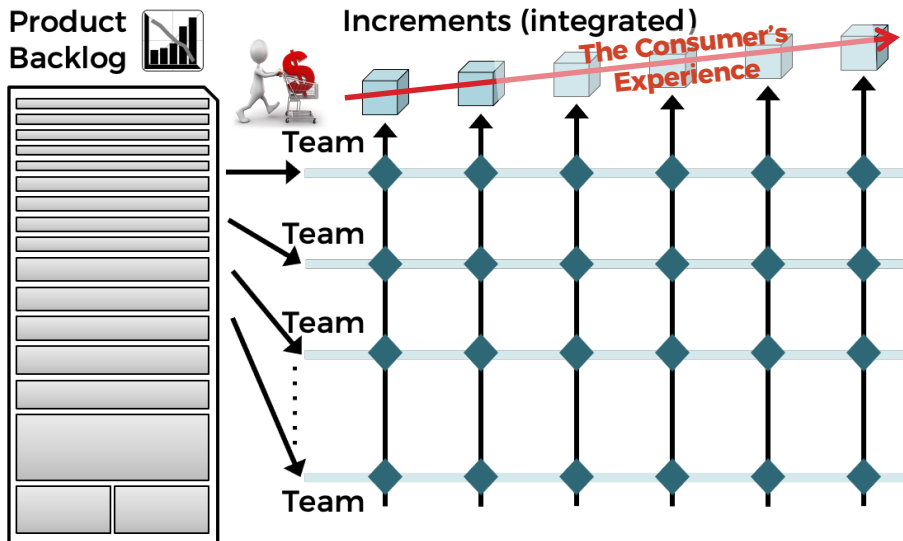 Product
Backlog
Increments (integrated)
The Consumer's
Experience
$
Team
Team
Team
Team